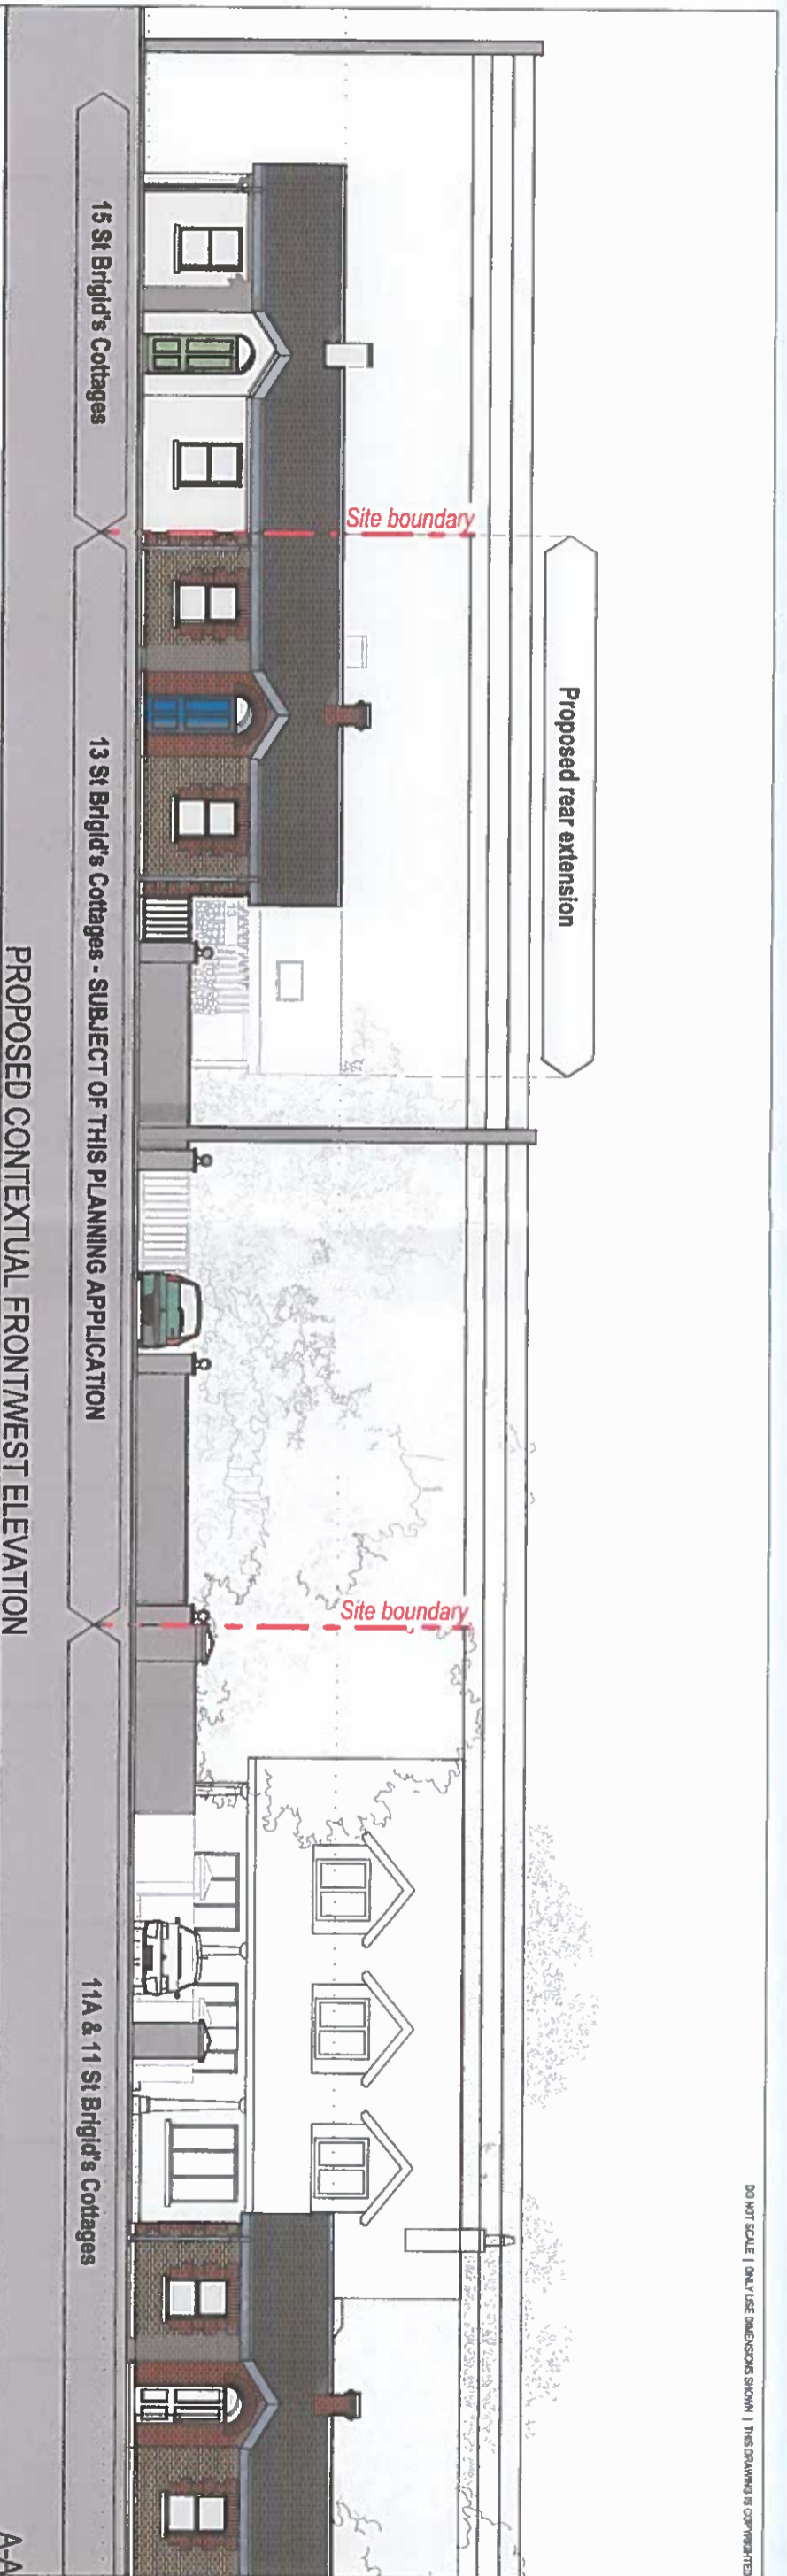 DO NOT SCALE | ONLY USE DIMENSIONS SHOWN | THIS DRAWING IS COPYRIGHTED
Proposed rear extension
Site boundary
Site boundary
13
15 St Brigid's Cottages
13 St Brigid's Cottages - SUBJECT OF THIS PLANNING APPLICATION
11A & 11 St Brigid's Cottages
PROPOSED CONTEXTUAL FRONT/WEST ELEVATION
A-A